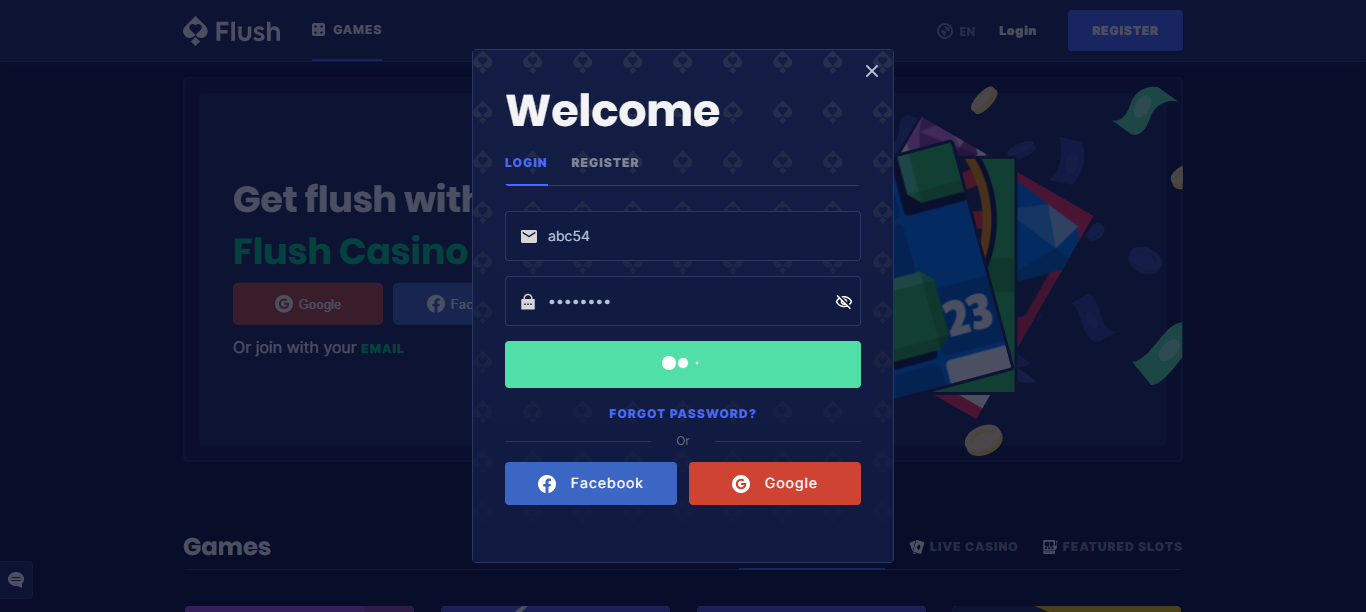 Flush
GAMES
EN
Login
REGISTER
Welcome
LOGIN
REGISTER
abc54
••••••••
FORGOT PASSWORD?
Or
Facebook
Google
Get flush with
Flush Casino
Google
Fac
Or join with your EMAIL
23
Games
LIVE CASINO
FEATURED SLOTS